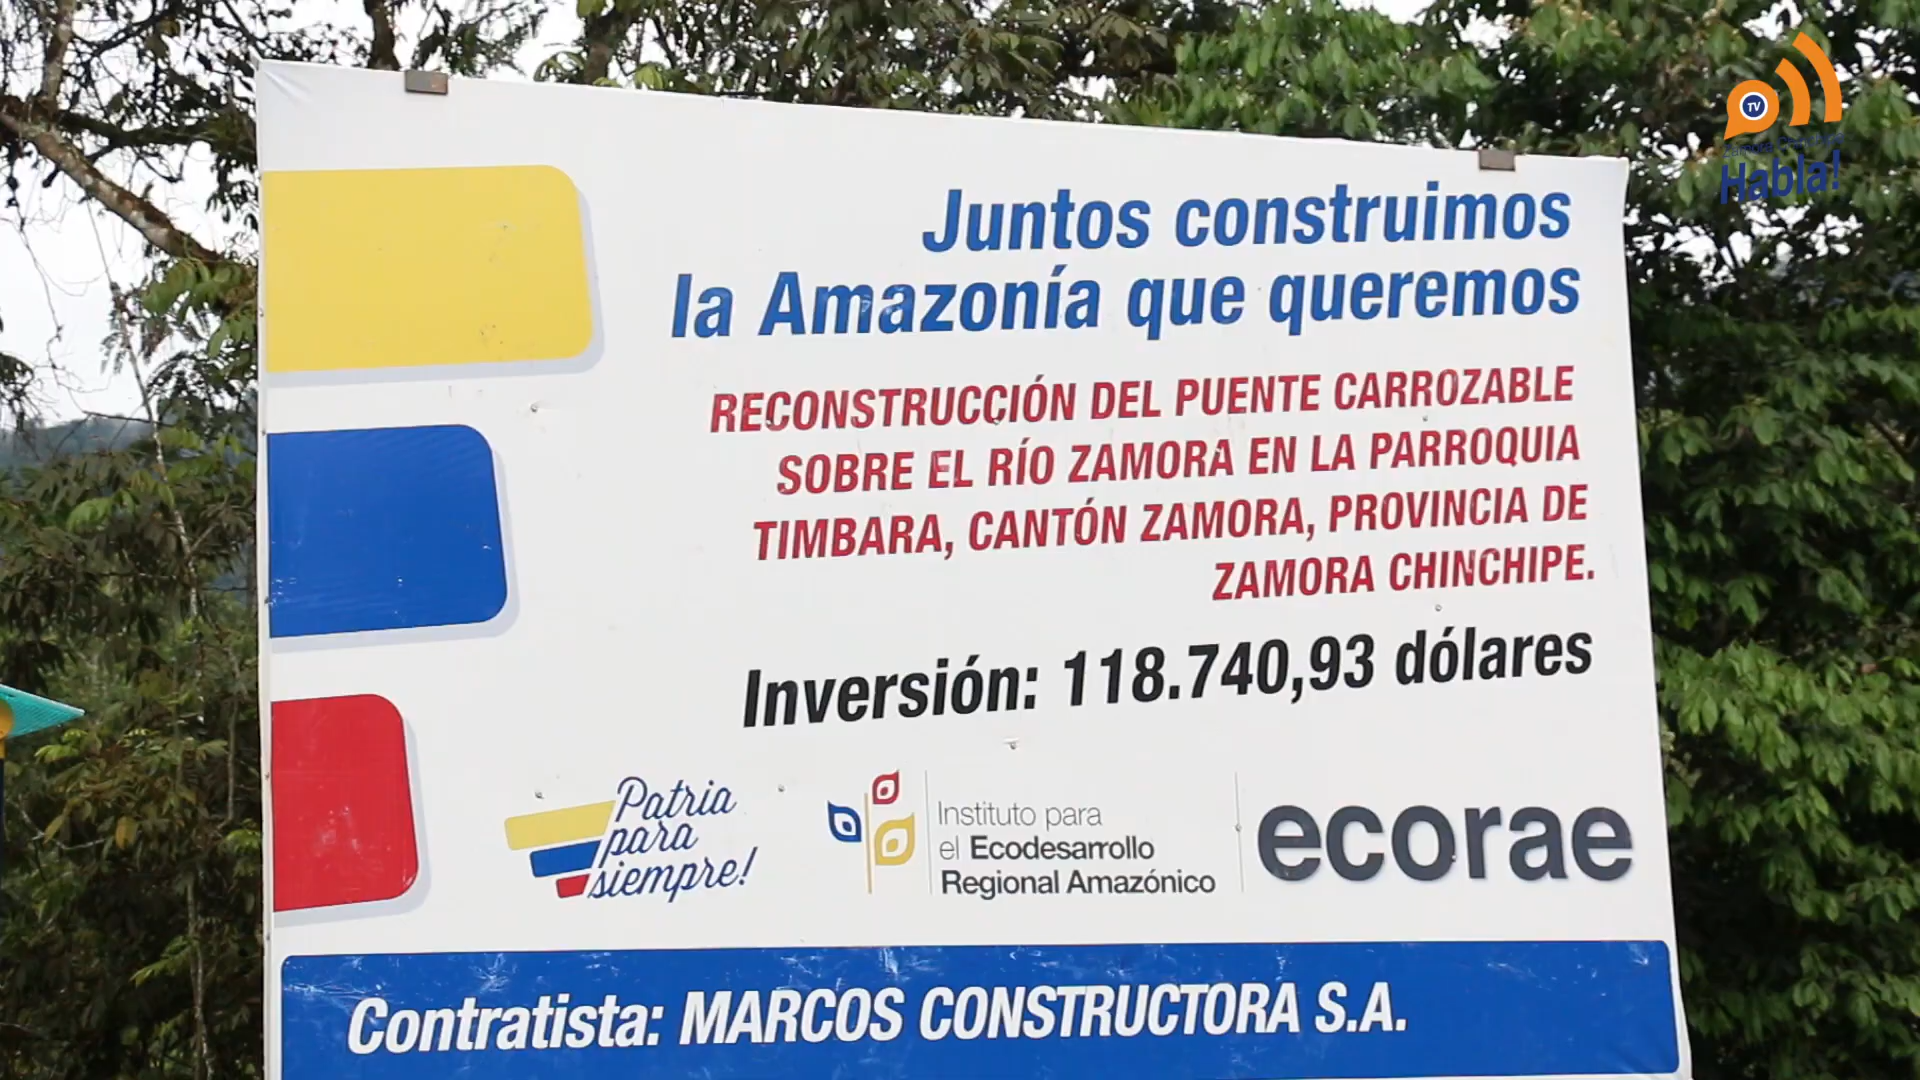 TV
Habla!
Juntos construimos
la Amazonía que queremos
RECONSTRUCCIÓN DEL PUENTE CARROZABLE
SOBRE EL RÍO ZAMORA EN LA PARROQUIA
TIMBARA, CANTÓN ZAMORA, PROVINCIA DE
ZAMORA CHINCHIPE.
Inversión: 118.740,93 dólares
Patria
para
siempre!
Instituto para
el Ecodesarrollo
Regional Amazónico
ecorae
Contratista: MARCOS CONSTRUCTORA S.A.